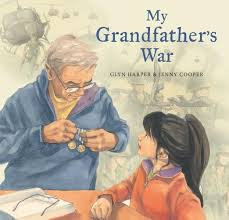 My
Grandfather's
War
GLYN HARPER & JENNY COOPER